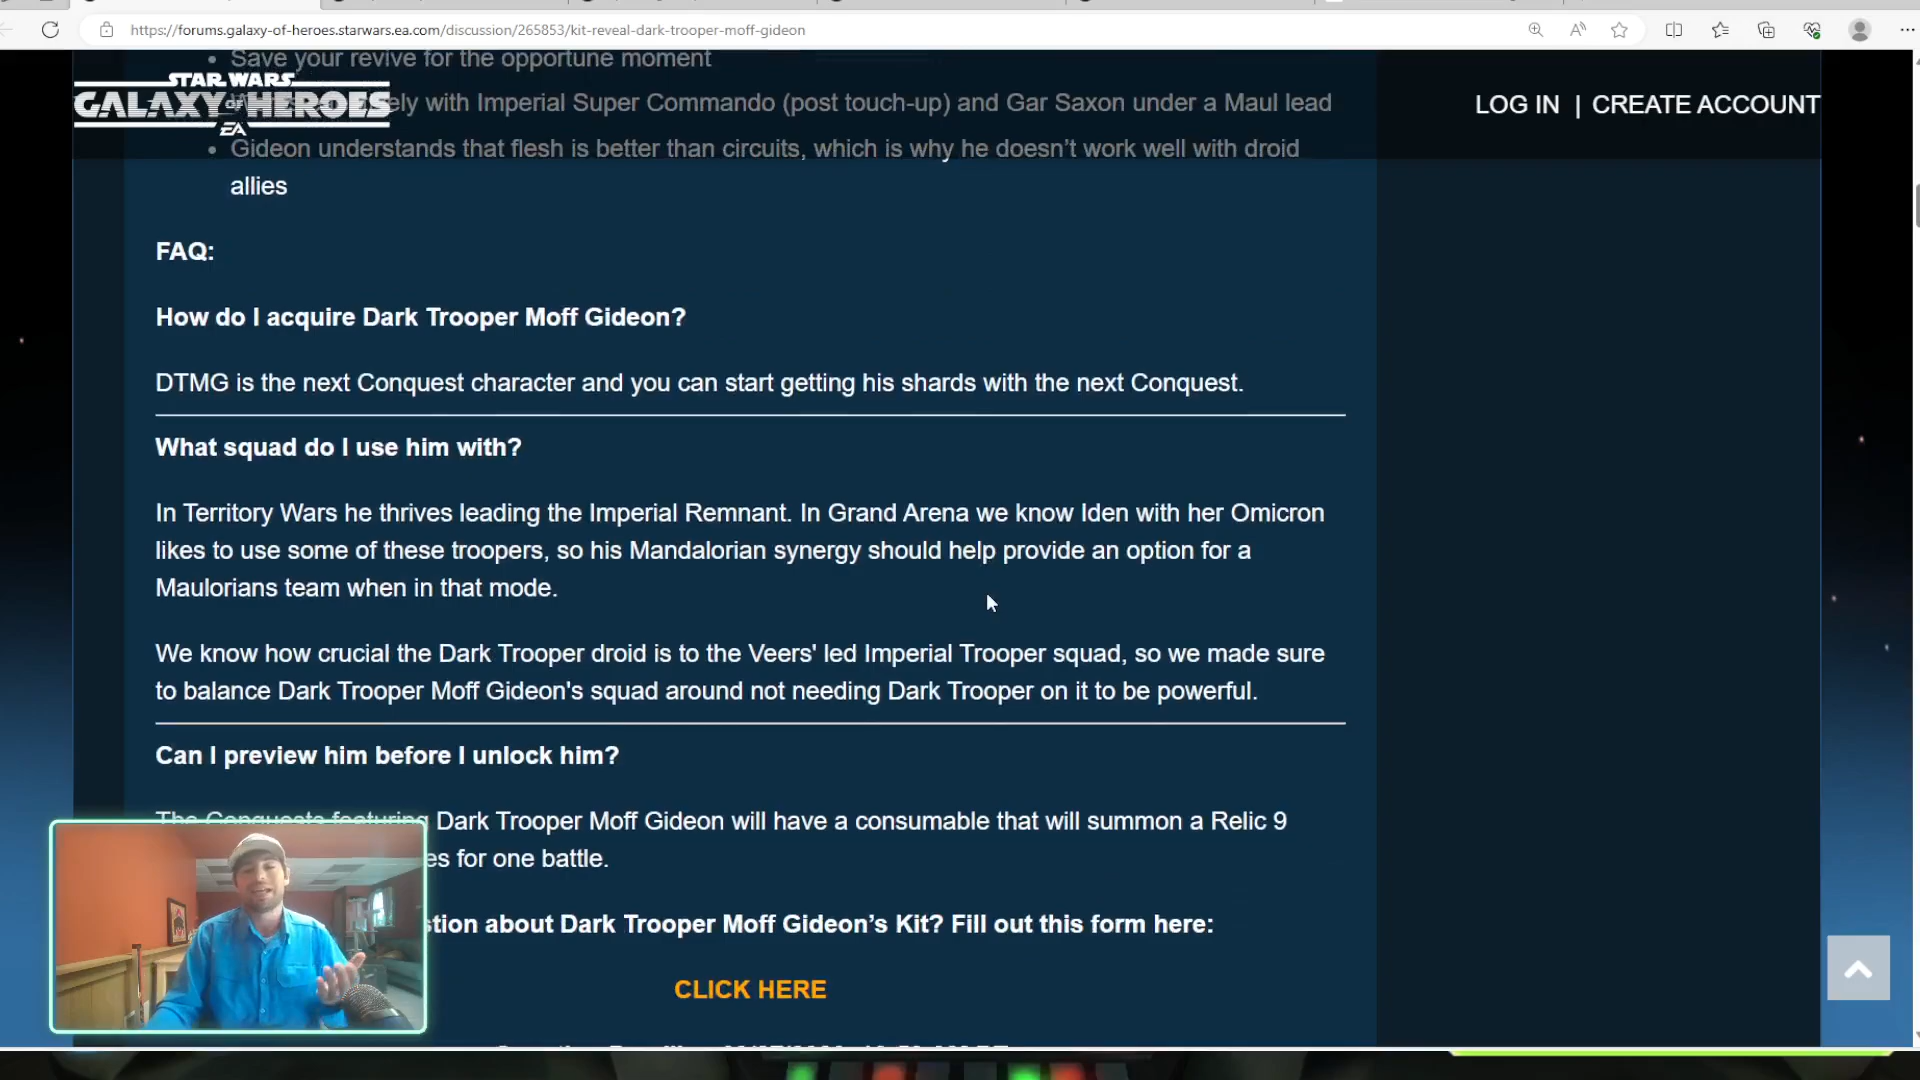 https://forums.galaxy-of-heroes.starwars.ea.com/discussion/265853/kit-reveal-dark-trooper-moff-gideon
Save your revive for the opportune moment
STAR WARS
GALAXY OF HEROES
EA
LOG IN | CREATE ACCOUNT
with Imperial Super Commando (post touch-up) and Gar Saxon under a Maul lead
Gideon understands that flesh is better than circuits, which is why he doesn’t work well with droid
allies
FAQ:
How do I acquire Dark Trooper Moff Gideon?
DTMG is the next Conquest character and you can start getting his shards with the next Conquest.
What squad do I use him with?
In Territory Wars he thrives leading the Imperial Remnant. In Grand Arena we know Iden with her Omicron
likes to use some of these troopers, so his Mandalorian synergy should help provide an option for a
Maulorians team when in that mode.
We know how crucial the Dark Trooper droid is to the Veers' led Imperial Trooper squad, so we made sure
to balance Dark Trooper Moff Gideon's squad around not needing Dark Trooper on it to be powerful.
Can I preview him before I unlock him?
The Conquests featuring Dark Trooper Moff Gideon will have a consumable that will summon a Relic 9
for one battle.
about Dark Trooper Moff Gideon’s Kit? Fill out this form here:
CLICK HERE